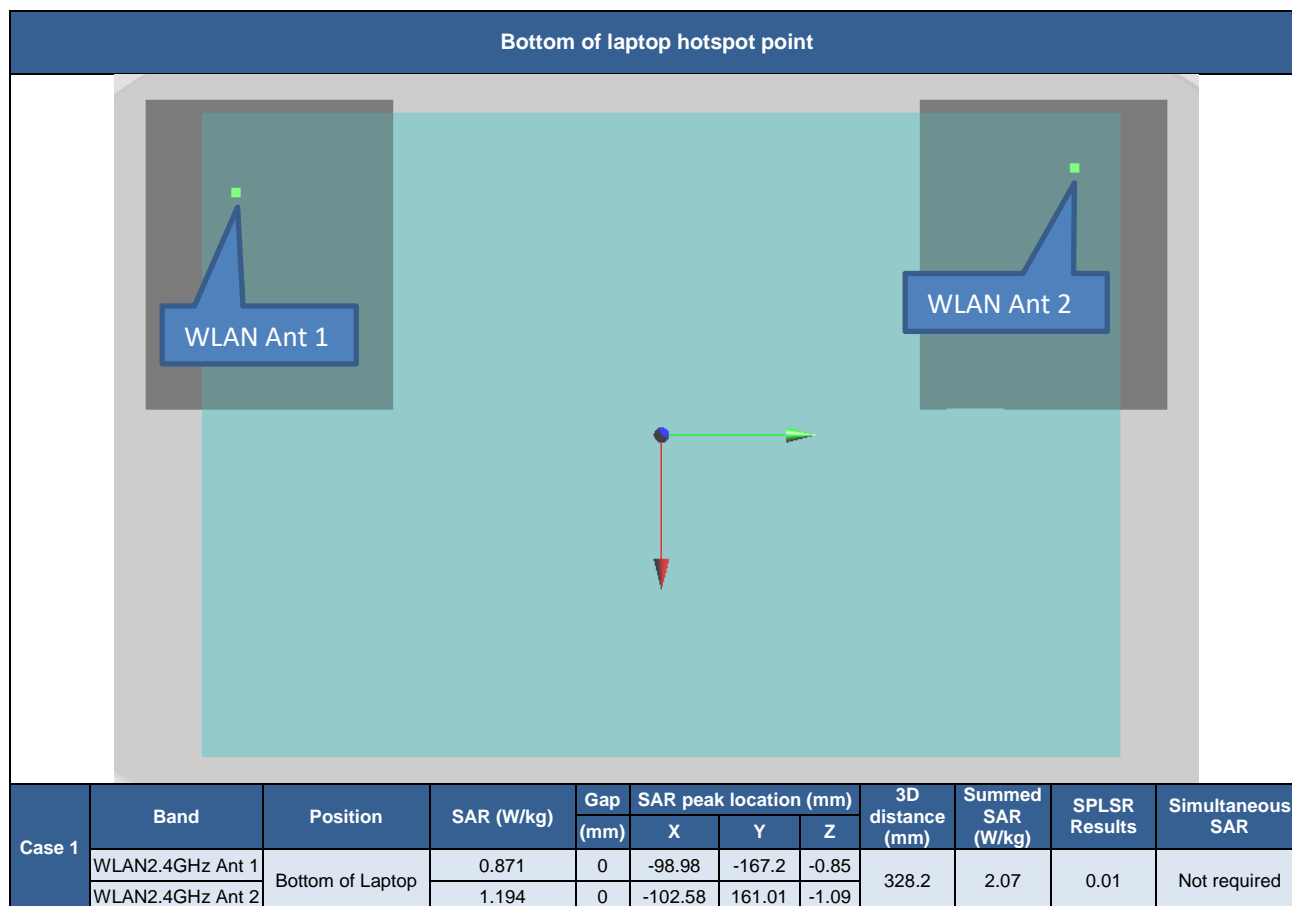 Bottom of laptop hotspot point
WLAN Ant 1
WLAN Ant 2
Case 1 Band Position SAR (W/kg) Gap (mm) SAR peak location (mm) X Y Z 3D distance (mm) Summed SAR (W/kg) SPLSR Results Simultaneous SAR
WLAN2.4GHz Ant 1 Bottom of Laptop 0.871 0 -98.98 -167.2 -0.85 328.2 2.07 0.01 Not required
WLAN2.4GHz Ant 2 1.194 0 -102.58 161.01 -1.09